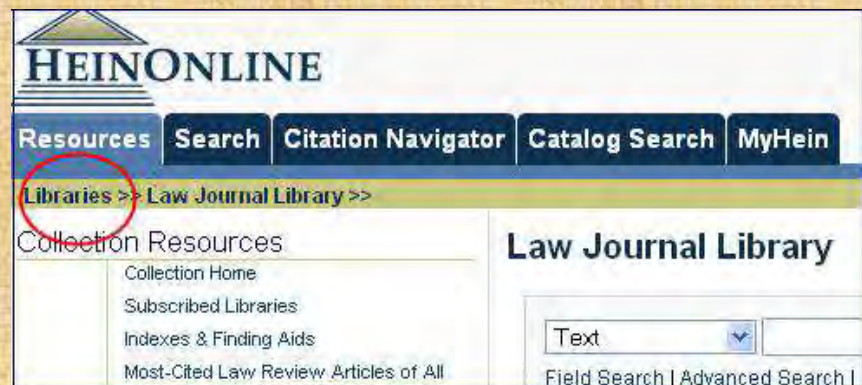 HEINONLINE
Resources Search Citation Navigator Catalog Search MyHein
Libraries >> Law Journal Library >>
Collection Resources
Collection Home
Subscribed Libraries
Indexes & Finding Aids
Most-Cited Law Review Articles of All
Law Journal Library
Text
Field Search | Advanced Search |